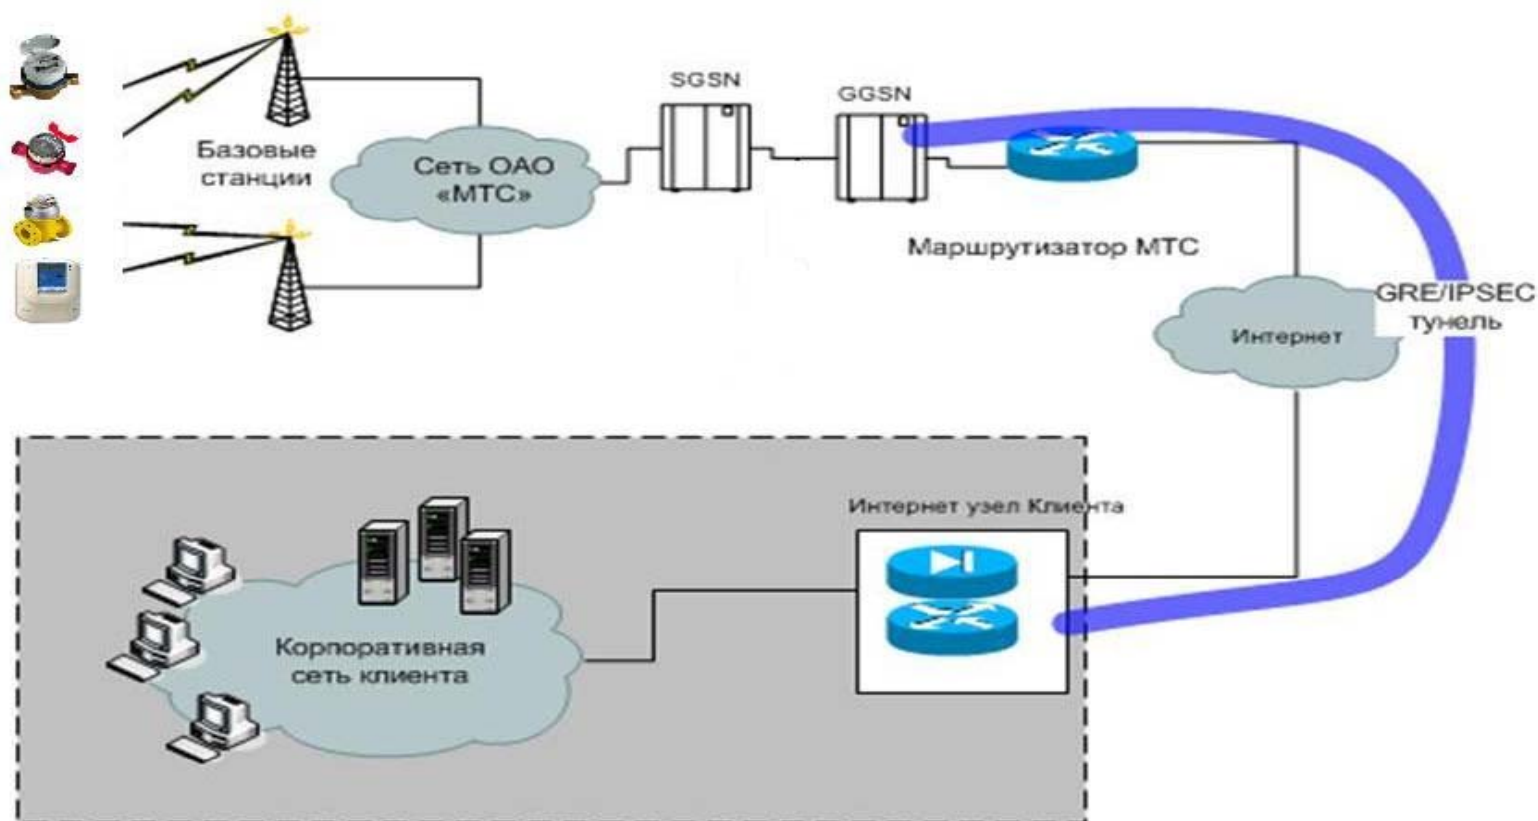 SGSN
GGSN
Базовые
станции
Сеть ОАО
«МТС»
Маршрутизатор МТС
GRE/IPSEC
тунель
Интернет
Интернет узел Клиента
Корпоративная
сеть клиента